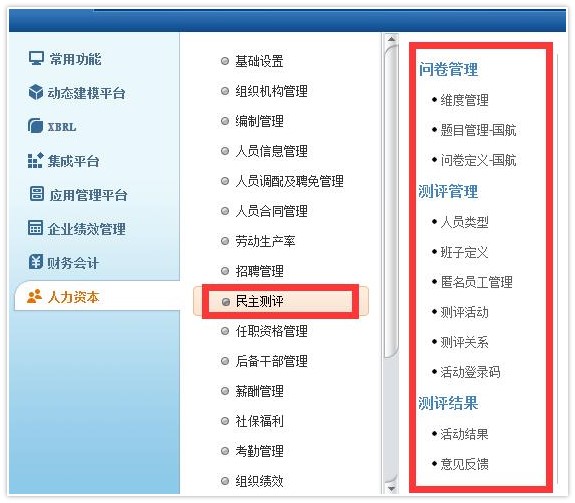 常用功能
动态建模平台
XBRL
集成平台
应用管理平台
企业绩效管理
财务会计
人力资本
基础设置
组织机构管理
编制管理
人员信息管理
人员调配及聘免管理
人员合同管理
劳动生产率
招聘管理
民主测评
任职资格管理
后备干部管理
薪酬管理
社保福利
考勤管理
组织绩效
问卷管理
维度管理
题目管理-国航
问卷定义-国航
测评管理
人员类型
班子定义
匿名员工管理
测评活动
测评关系
活动登录码
测评结果
活动结果
意见反馈